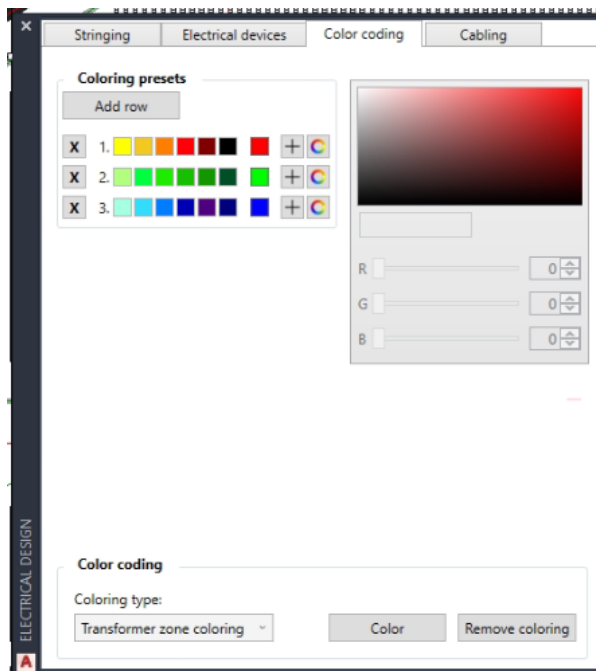 Stringing
Electrical devices
Color coding
Cabling
Coloring presets
Add row
X 1.
X 2.
X 3.
R 0
G 0
B 0
ELECTRICAL DESIGN
Color coding
Coloring type:
Transformer zone coloring
Color
Remove coloring
A